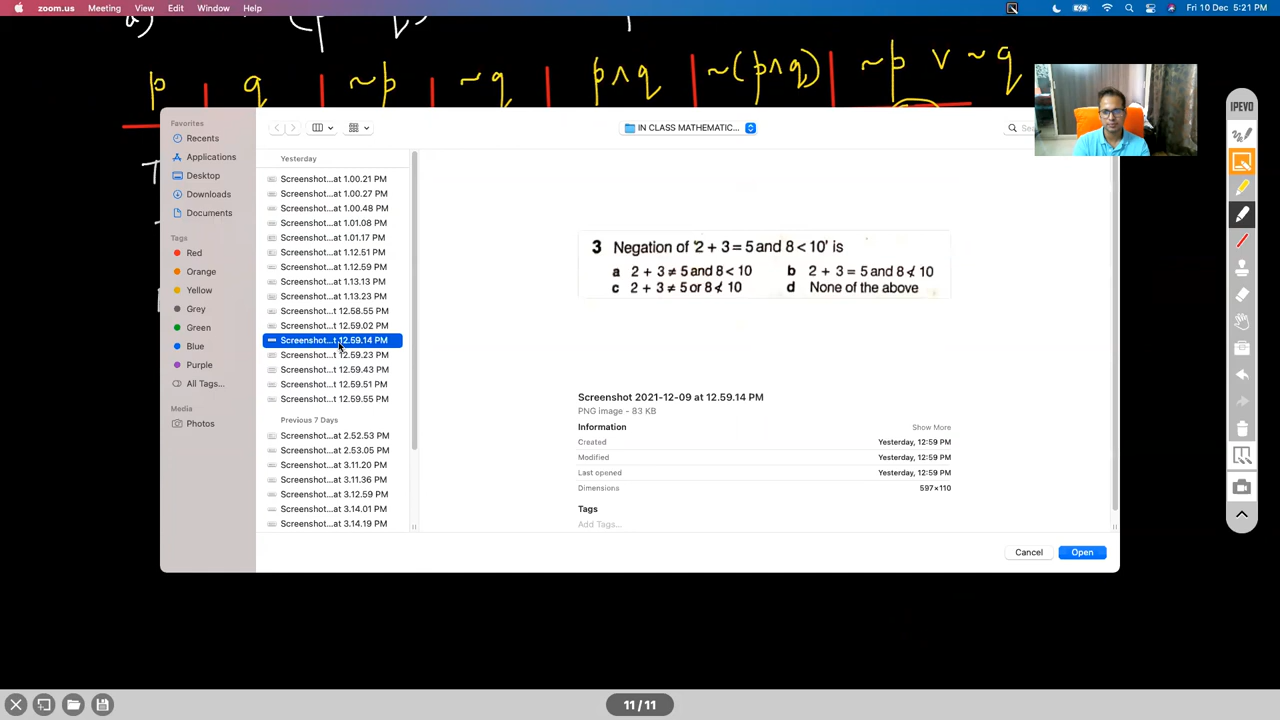 zoom.us Meeting View Edit Window Help
Fri 10 Dec 5:21 PM
a)
p q ~p ~q p∧q ~(p∧q) ~p ∨ ~q
IPEVO
Favorites
Recents
Applications
Desktop
Downloads
Documents
Tags
Red
Orange
Yellow
Grey
Green
Blue
Purple
All Tags...
Media
Photos
IN CLASS MATHEMATIC...
Yesterday
Screenshot...at 1.00.21 PM
Screenshot...at 1.00.27 PM
Screenshot...at 1.00.48 PM
Screenshot...at 1.01.08 PM
Screenshot...at 1.01.17 PM
Screenshot...at 1.12.51 PM
Screenshot...at 1.12.59 PM
Screenshot...at 1.13.13 PM
Screenshot...at 1.13.23 PM
Screenshot...t 12.58.55 PM
Screenshot...t 12.59.02 PM
Screenshot...t 12.59.14 PM
Screenshot...t 12.59.23 PM
Screenshot...t 12.59.43 PM
Screenshot...t 12.59.51 PM
Screenshot...t 12.59.55 PM
Previous 7 Days
Screenshot...at 2.52.53 PM
Screenshot...at 2.53.05 PM
Screenshot...at 3.11.20 PM
Screenshot...at 3.11.36 PM
Screenshot...at 3.12.59 PM
Screenshot...at 3.14.01 PM
Screenshot...at 3.14.19 PM
3 Negation of '2 + 3 = 5 and 8 < 10' is
a 2 + 3 ≠ 5 and 8 < 10 b 2 + 3 = 5 and 8 ≮ 10
c 2 + 3 ≠ 5 or 8 ≮ 10 d None of the above
Screenshot 2021-12-09 at 12.59.14 PM
PNG image - 83 KB
Information Show More
Created Yesterday, 12:59 PM
Modified Yesterday, 12:59 PM
Last opened Yesterday, 12:59 PM
Dimensions 597×110
Tags
Add Tags...
Cancel Open
11 / 11